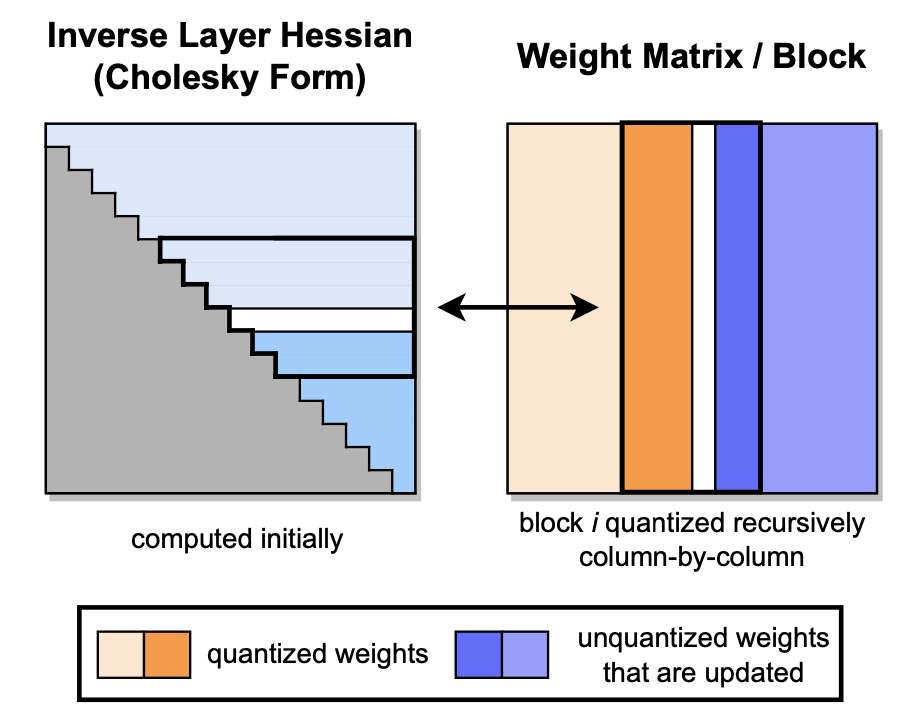 Inverse Layer Hessian
(Cholesky Form)
Weight Matrix / Block
computed initially
block i quantized recursively
column-by-column
quantized weights
unquantized weights
that are updated